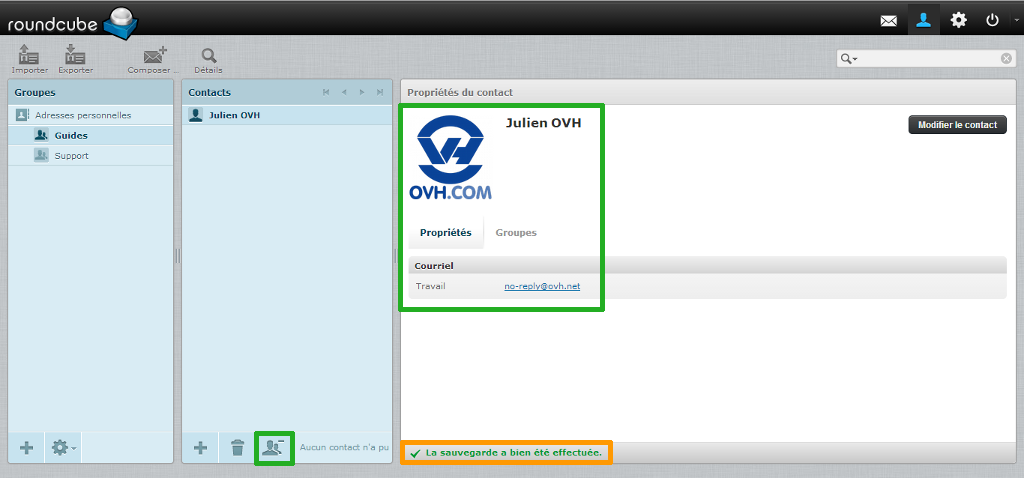 roundcube
Importer
Exporter
Composer ...
Détails
Groupes
Adresses personnelles
Guides
Support
Contacts
Julien OVH
Aucun contact n'a pu
Propriétés du contact
OVH.COM
Julien OVH
Modifier le contact
Propriétés
Groupes
Courriel
Travail
no-reply@ovh.net
La sauvegarde a bien été effectuée.